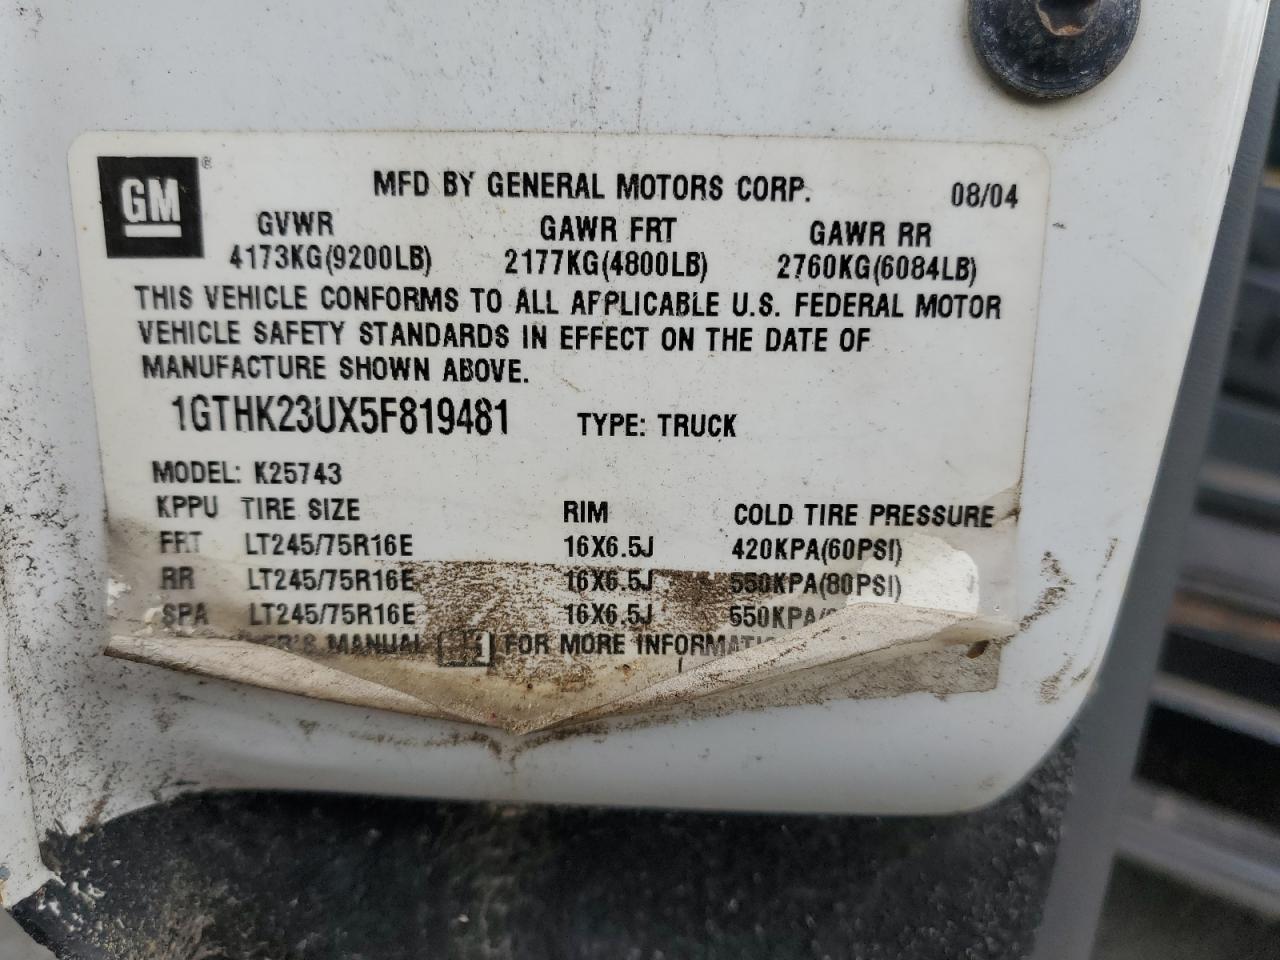 GM ®
MFD BY GENERAL MOTORS CORP. 08/04
GVWR GAWR FRT GAWR RR
4173KG(9200LB) 2177KG(4800LB) 2760KG(6084LB)
THIS VEHICLE CONFORMS TO ALL APPLICABLE U.S. FEDERAL MOTOR
VEHICLE SAFETY STANDARDS IN EFFECT ON THE DATE OF
MANUFACTURE SHOWN ABOVE.
1GTHK23UX5F819481 TYPE: TRUCK
MODEL: K25743
KPPU TIRE SIZE RIM COLD TIRE PRESSURE
FRT LT245/75R16E 16X6.5J 420KPA(60PSI)
RR LT245/75R16E 16X6.5J 550KPA(80PSI)
SPA LT245/75R16E 16X6.5J 550KPA
MANUAL FOR MORE